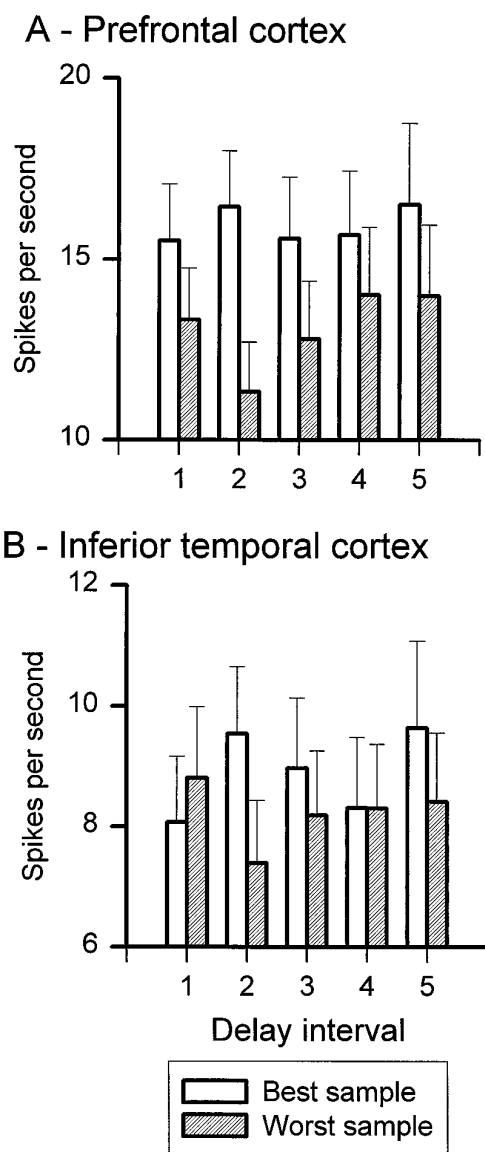 A - Prefrontal cortex
20
15
10
Spikes per second
1 2 3 4 5
B - Inferior temporal cortex
12
10
8
6
Spikes per second
1 2 3 4 5
Delay interval
Best sample
Worst sample